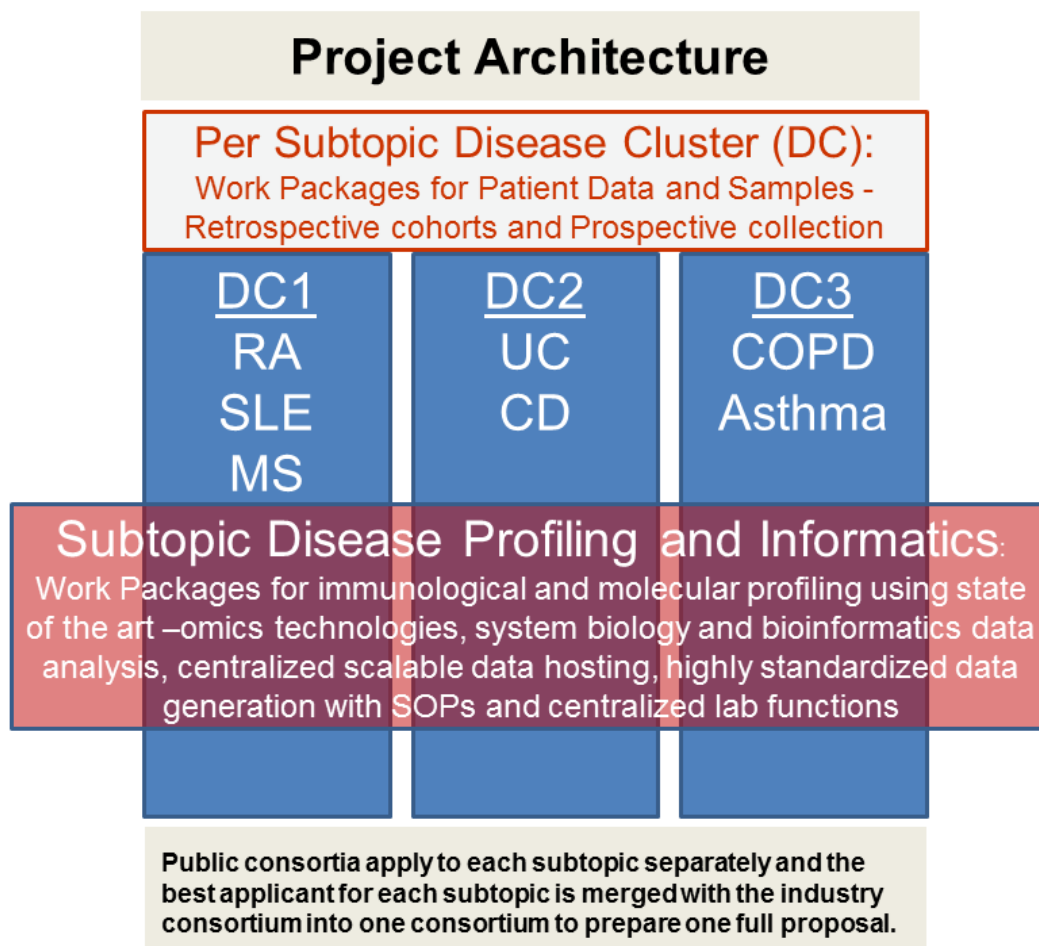 Project Architecture
Per Subtopic Disease Cluster (DC):
Work Packages for Patient Data and Samples -
Retrospective cohorts and Prospective collection
DC1
RA
SLE
MS
DC2
UC
CD
DC3
COPD
Asthma
Subtopic Disease Profiling and Informatics:
Work Packages for immunological and molecular profiling using state
of the art –omics technologies, system biology and bioinformatics data
analysis, centralized scalable data hosting, highly standardized data
generation with SOPs and centralized lab functions
Public consortia apply to each subtopic separately and the
best applicant for each subtopic is merged with the industry
consortium into one consortium to prepare one full proposal.